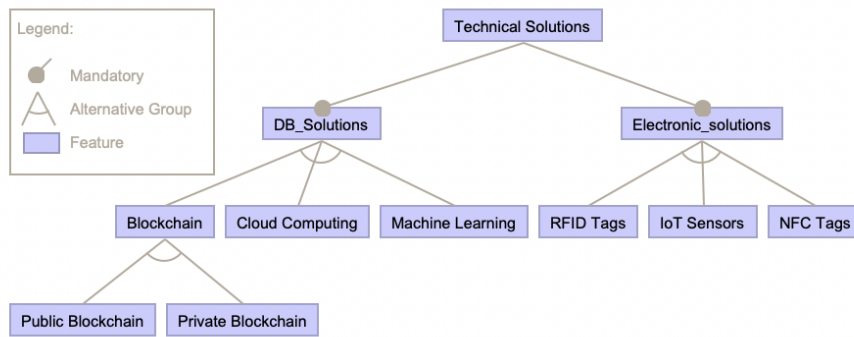 Legend:
Mandatory
Alternative Group
Feature
Technical Solutions
DB_Solutions
Electronic_solutions
Blockchain
Cloud Computing
Machine Learning
RFID Tags
IoT Sensors
NFC Tags
Public Blockchain
Private Blockchain